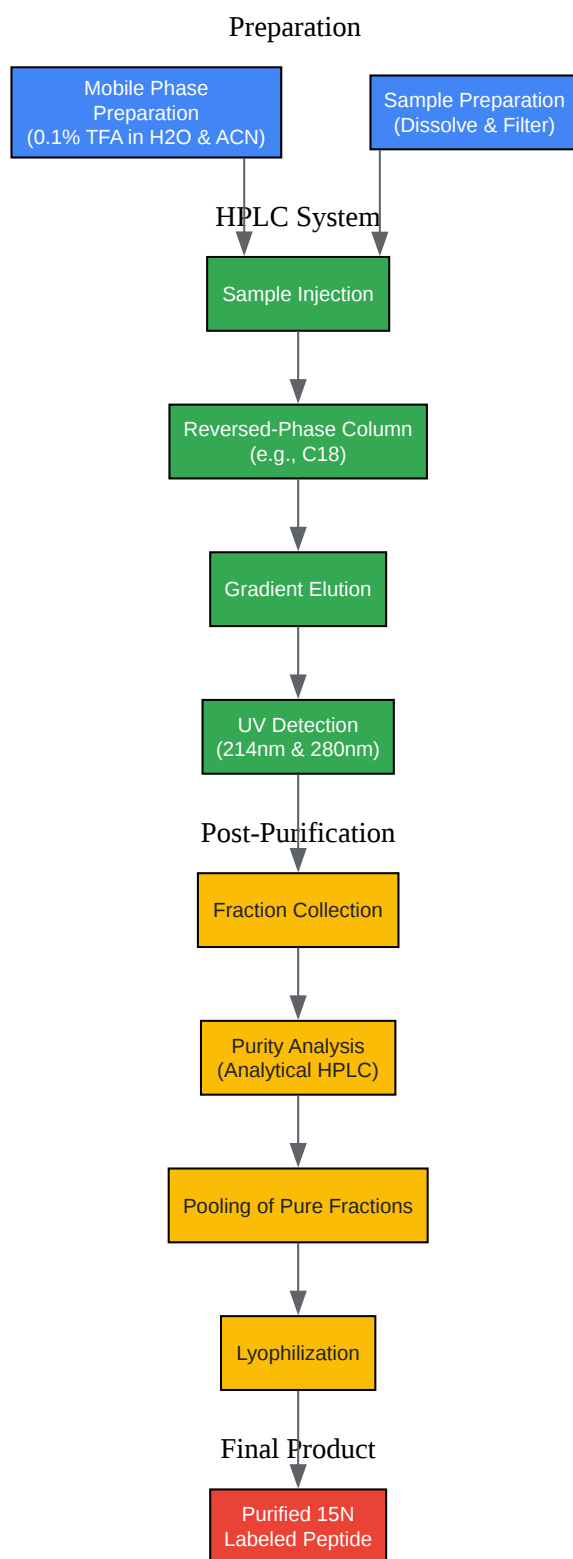 Preparation
Mobile Phase
Preparation
(0.1% TFA in H2O & ACN)
Sample Preparation
(Dissolve & Filter)
HPLC System
Sample Injection
Reversed-Phase Column
(e.g., C18)
Gradient Elution
UV Detection
(214nm & 280nm)
Post-Purification
Fraction Collection
Purity Analysis
(Analytical HPLC)
Pooling of Pure Fractions
Lyophilization
Final Product
Purified 15N
Labeled Peptide